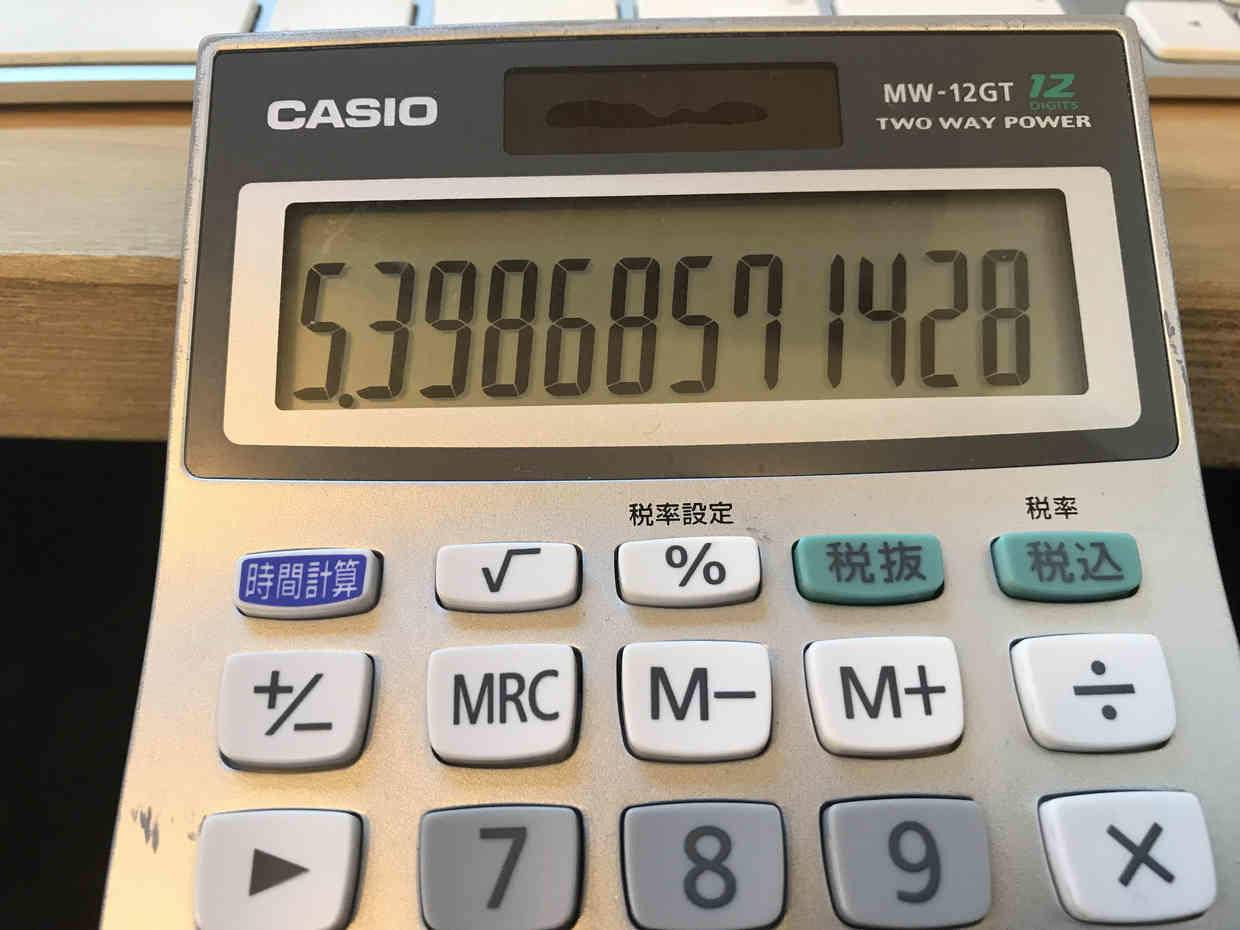 CASIO
MW-12GT 12
DIGITS
TWO WAY POWER
5.39868571428
税率設定 税率
時間計算 √ % 税抜 税込
+/− MRC M− M+ ÷
▶ 7 8 9 ×